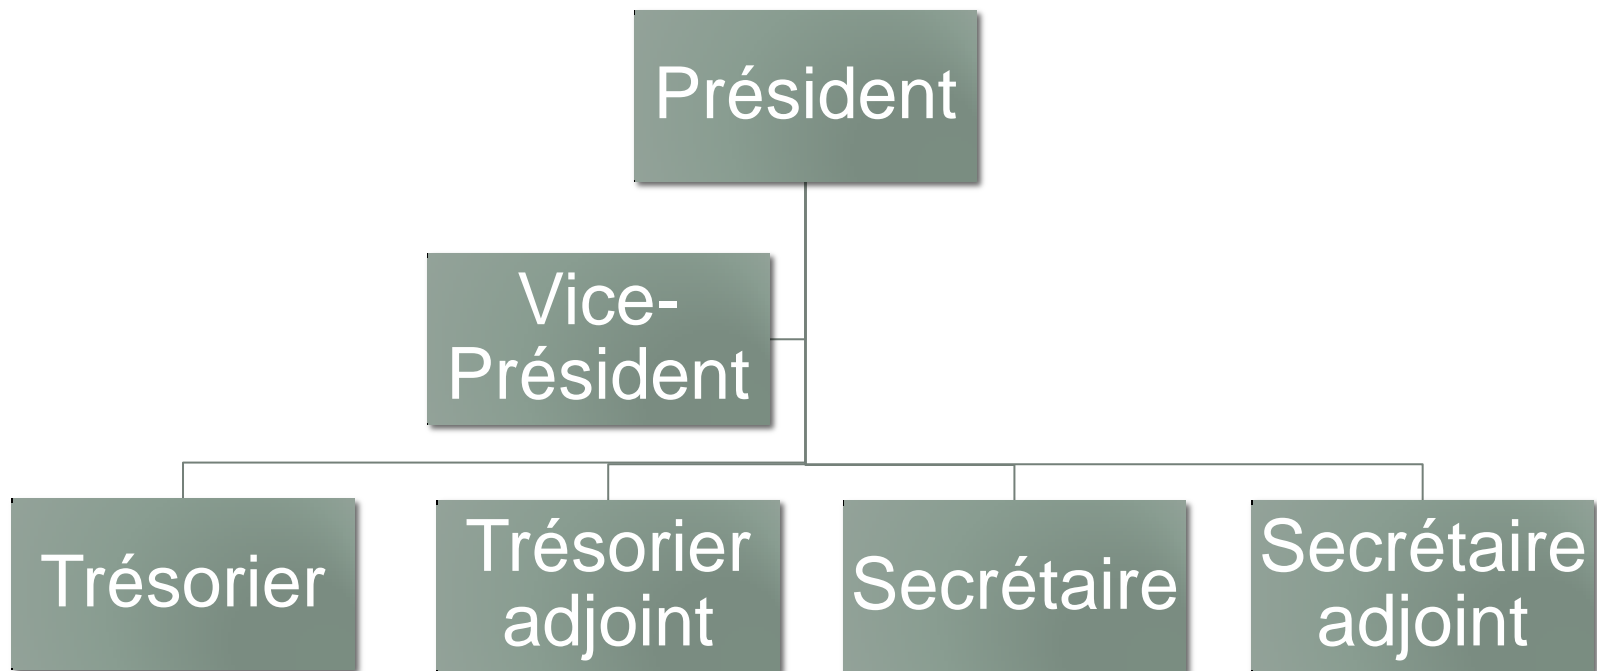 Président
Vice-
Président
Trésorier
Trésorier
adjoint
Secrétaire
Secrétaire
adjoint